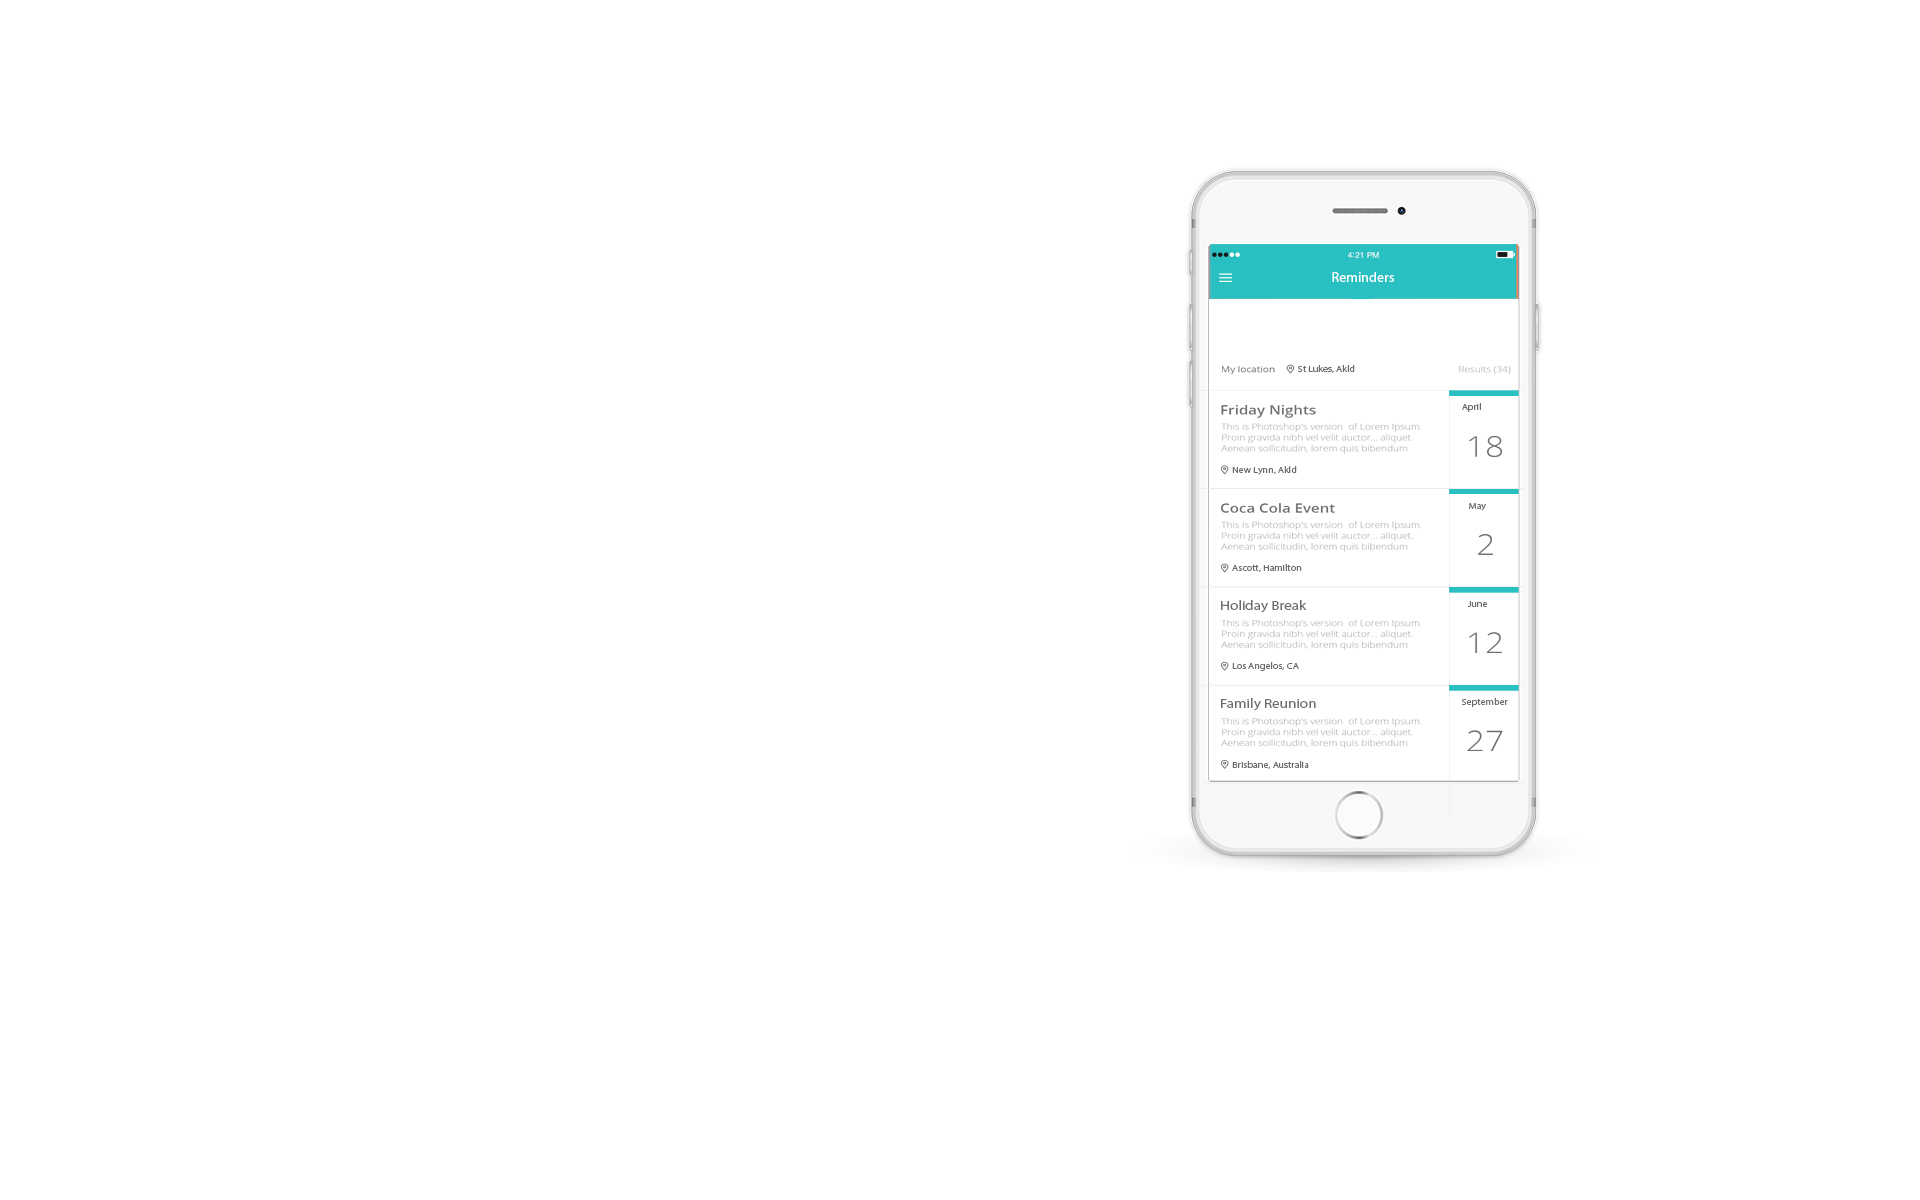 4:21 PM
Reminders
My location St Lukes, Akld Results (34)
Friday Nights
This is Photoshop's version of Lorem Ipsum.
Proin gravida nibh vel velit auctor... aliquet.
Aenean sollicitudin, lorem quis bibendum
New Lynn, Akld
April
18
Coca Cola Event
This is Photoshop's version of Lorem Ipsum.
Proin gravida nibh vel velit auctor... aliquet.
Aenean sollicitudin, lorem quis bibendum
Ascott, Hamilton
May
2
Holiday Break
This is Photoshop's version of Lorem Ipsum.
Proin gravida nibh vel velit auctor... aliquet.
Aenean sollicitudin, lorem quis bibendum
Los Angelos, CA
June
12
Family Reunion
This is Photoshop's version of Lorem Ipsum.
Proin gravida nibh vel velit auctor... aliquet.
Aenean sollicitudin, lorem quis bibendum
Brisbane, Australia
September
27